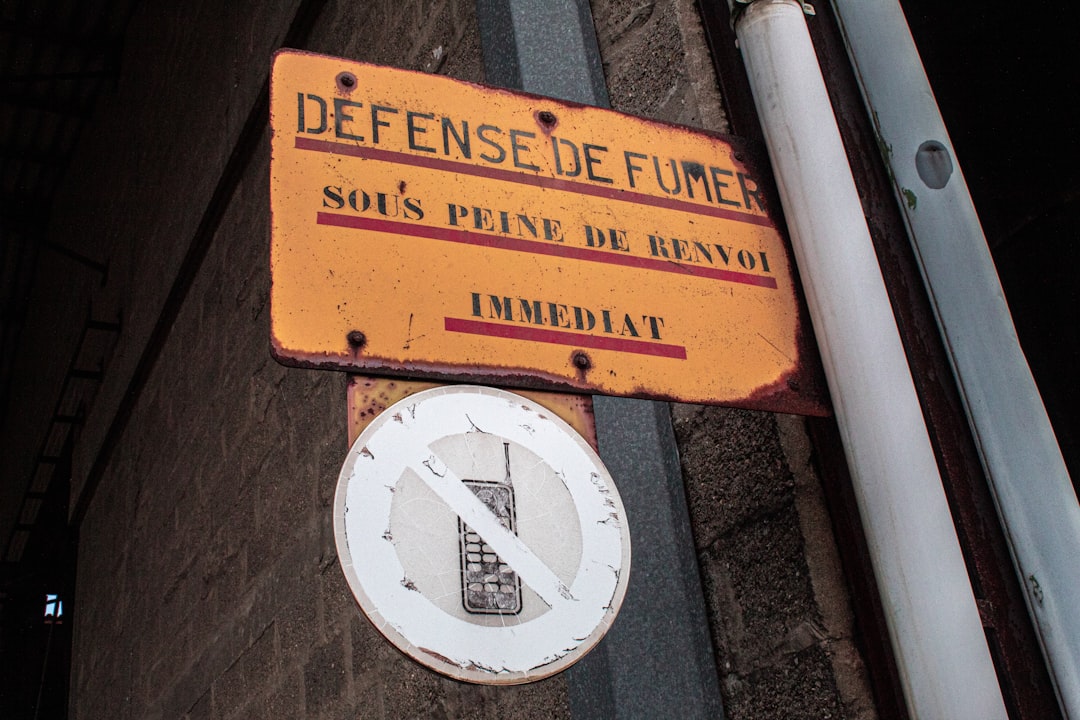 DEFENSE DE FUMER
SOUS PEINE DE RENVOI
IMMEDIAT